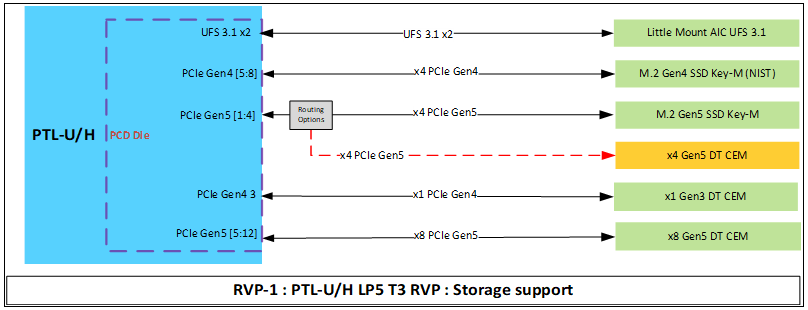 UFS 3.1 x2
UFS 3.1 x2
Little Mount AIC UFS 3.1
PCIe Gen4 [5:8]
x4 PCIe Gen4
M.2 Gen4 SSD Key-M (NIST)
PCIe Gen5 [1:4]
Routing
Options
x4 PCIe Gen5
M.2 Gen5 SSD Key-M
PTL-U/H
PCD Die
x4 PCIe Gen5
x4 Gen5 DT CEM
PCIe Gen4 3
x1 PCIe Gen4
x1 Gen3 DT CEM
PCIe Gen5 [5:12]
x8 PCIe Gen5
x8 Gen5 DT CEM
RVP-1 : PTL-U/H LP5 T3 RVP : Storage support